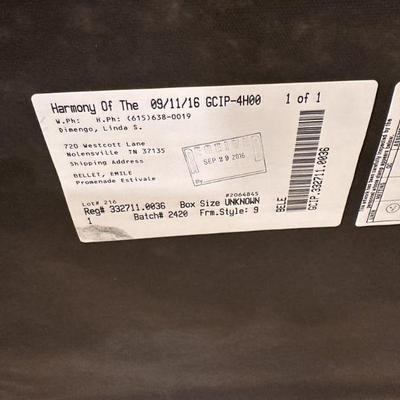 Harmony Of The 09/11/16 GCIP-4H00 1 of 1
W.Ph: H.Ph: (615)638-0019
Dimengo, Linda S.
720 Westcott Lane
Nolensville TN 37135
Shipping Address
BELLET, EMILE
Promenade Estivale
RECEIVED
SEP 29 2016
By
#2064845
Lot# 216
Reg# 332711.0036 Box Size UNKNOWN
1 Batch# 2420 Frm.Style: 9
BELE
GCIP.332711.0036